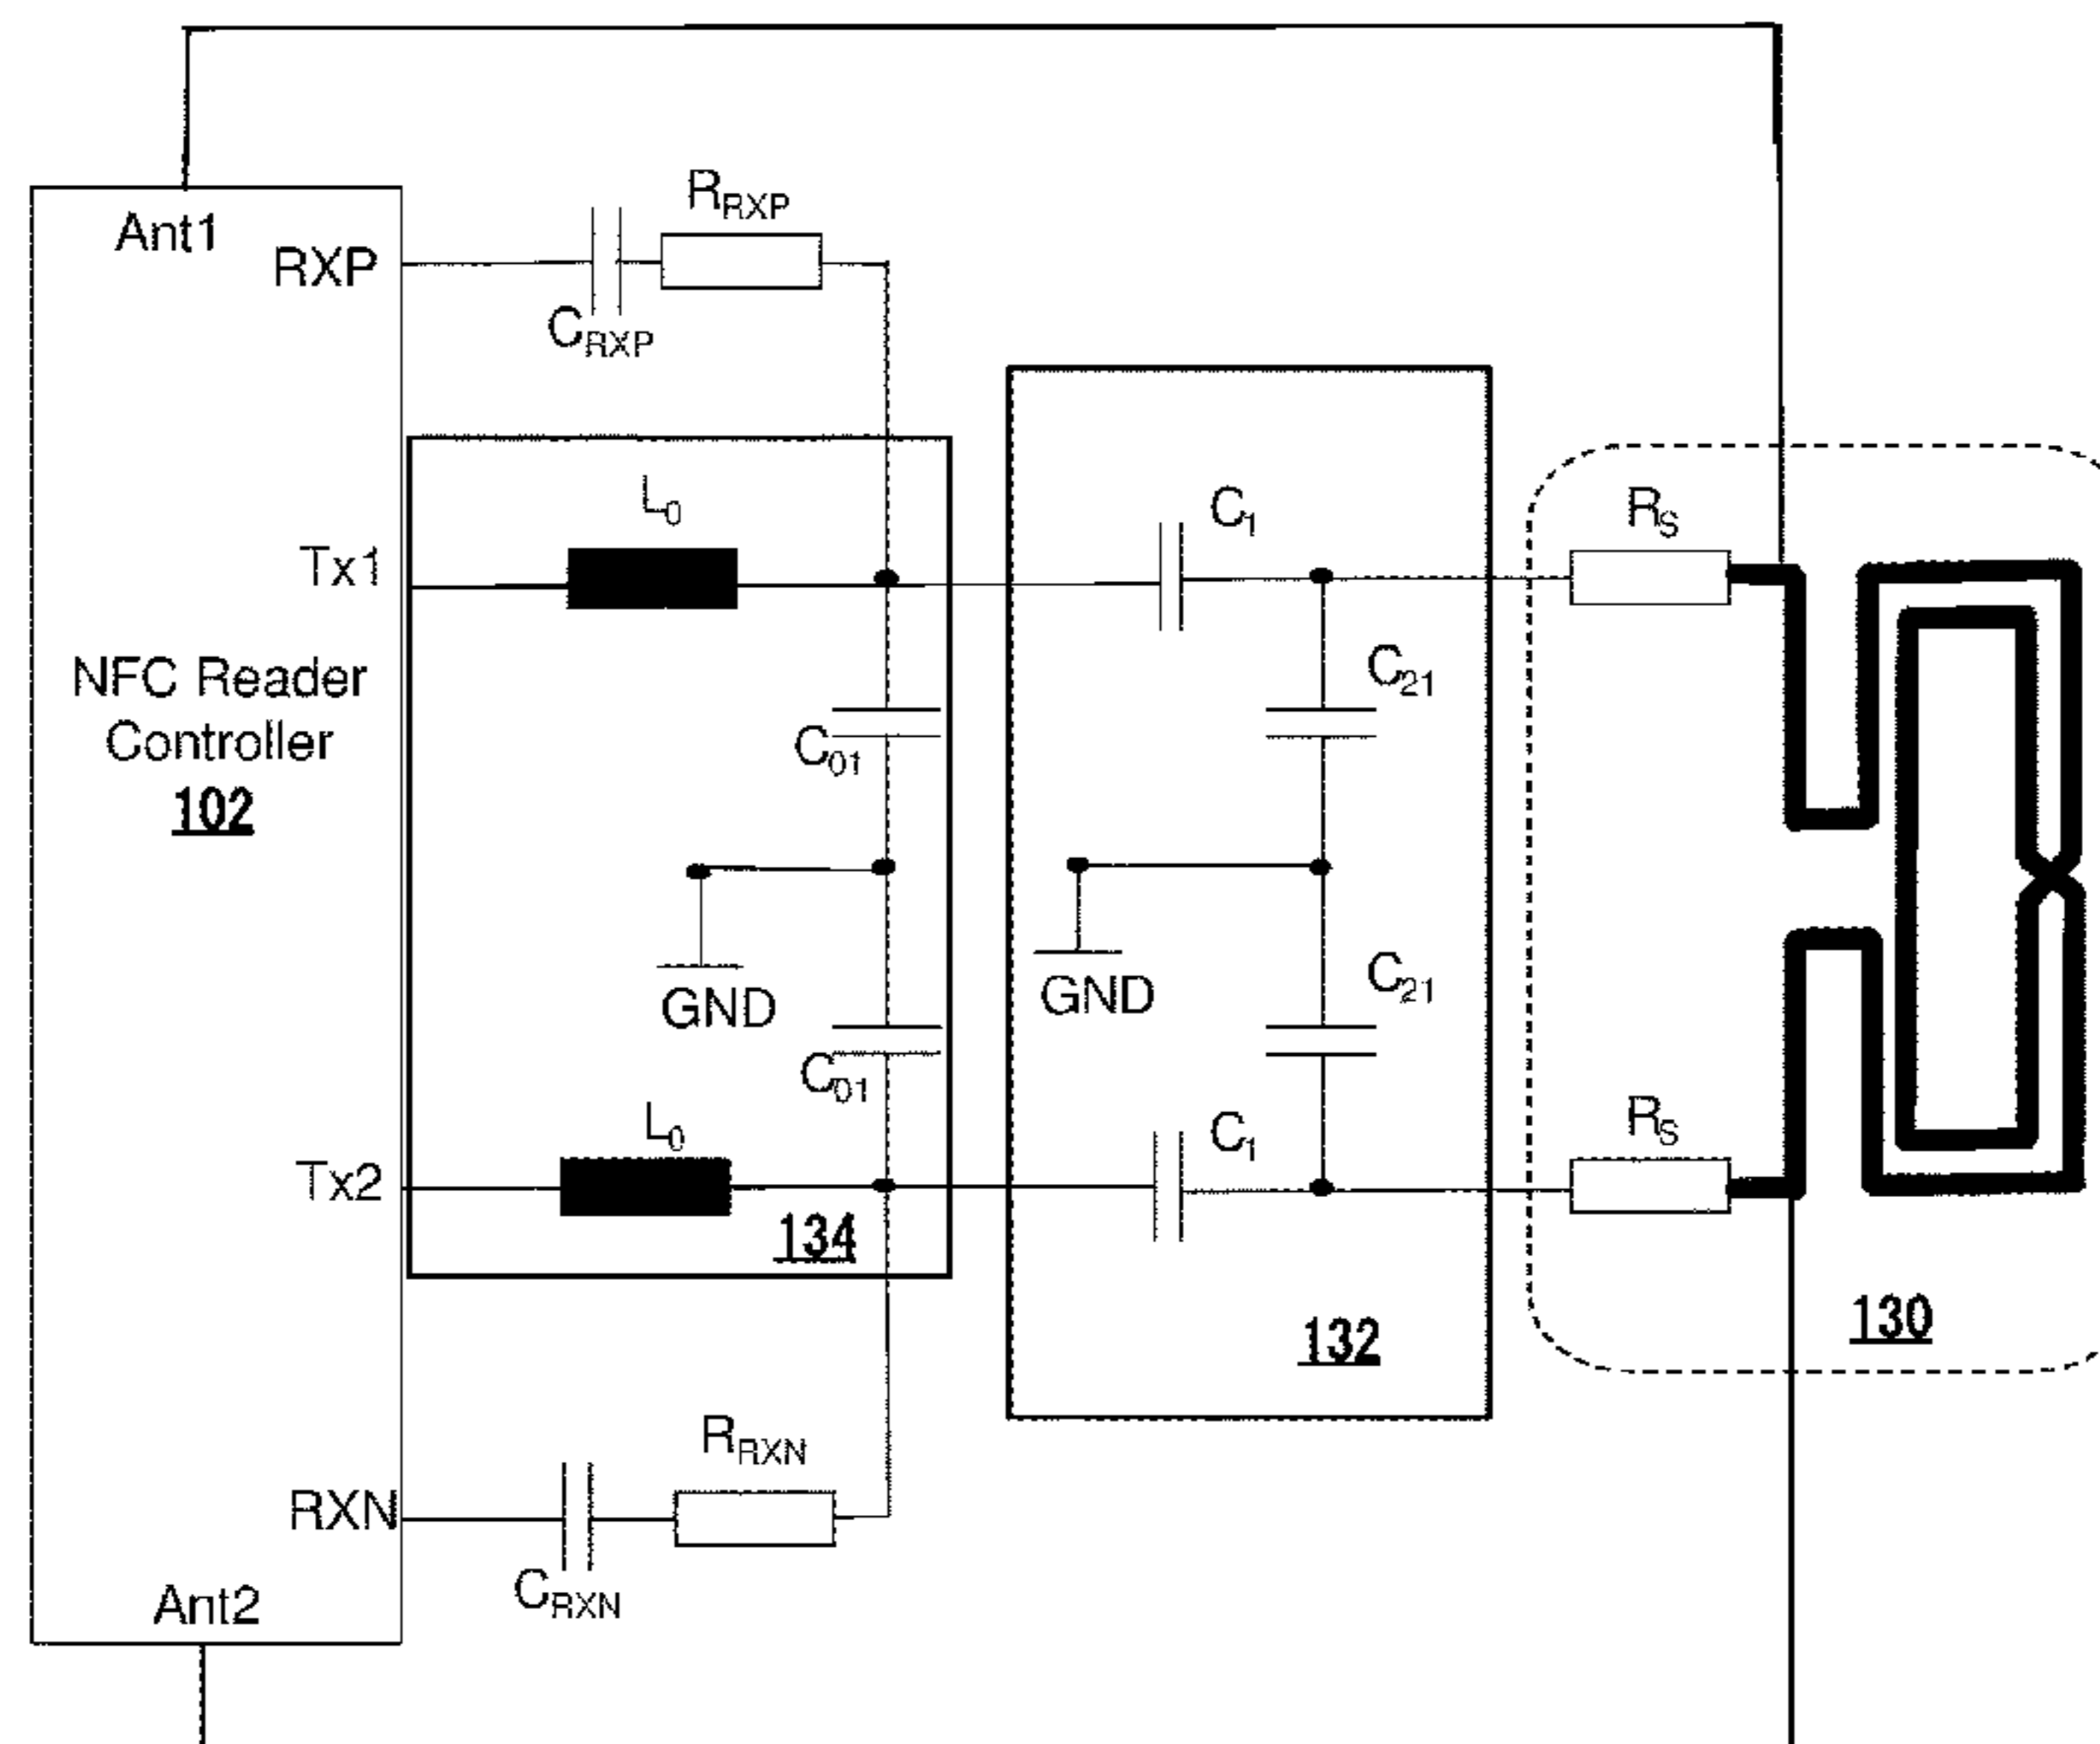 Ant1
RXP
R_RXP
C_RXP
L_0
Tx1
C_1
R_S
NFC Reader
Controller
102
C_21
C_01
GND
GND
C_21
C_01
L_0
C_1
R_S
Tx2
134
132
130
R_RXN
RXN
C_RXN
Ant2